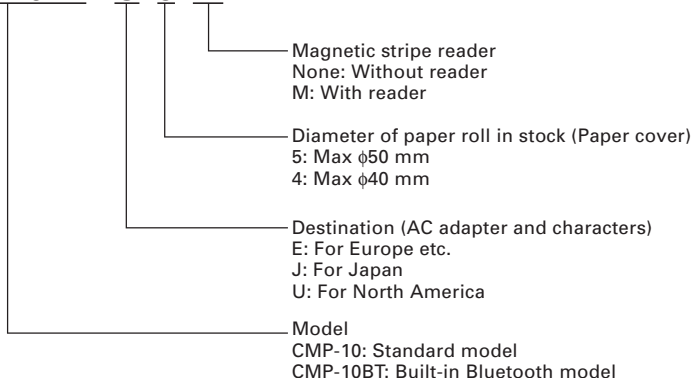 Magnetic stripe reader
None: Without reader
M: With reader
Diameter of paper roll in stock (Paper cover)
5: Max ϕ50 mm
4: Max ϕ40 mm
Destination (AC adapter and characters)
E: For Europe etc.
J: For Japan
U: For North America
Model
CMP-10: Standard model
CMP-10BT: Built-in Bluetooth model